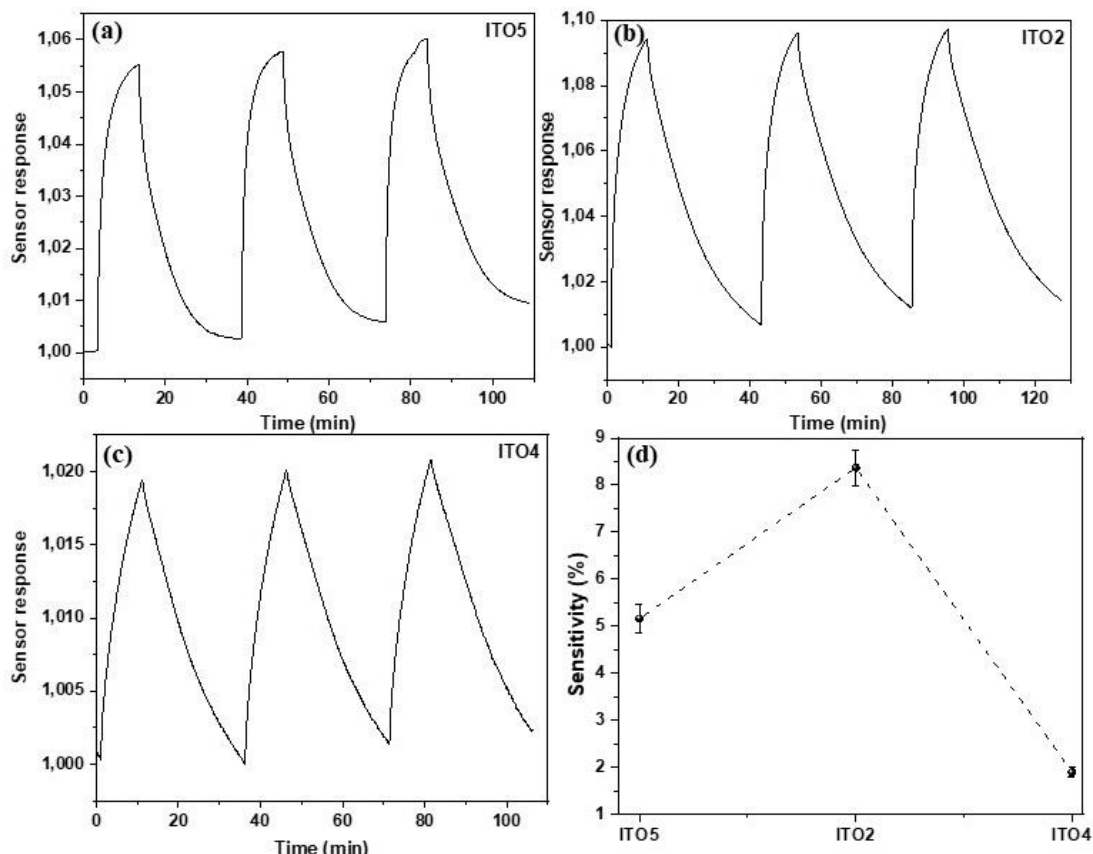 (a)
ITO5
Sensor response
1,06
1,05
1,04
1,03
1,02
1,01
1,00
0 20 40 60 80 100
Time (min)
(b)
ITO2
Sensor response
1,10
1,08
1,06
1,04
1,02
1,00
0 20 40 60 80 100 120
Time (min)
(c)
ITO4
Sensor response
1,020
1,015
1,010
1,005
1,000
0 20 40 60 80 100
Time (min)
(d)
Sensitivity (%)
9
8
7
6
5
4
3
2
1
ITO5 ITO2 ITO4